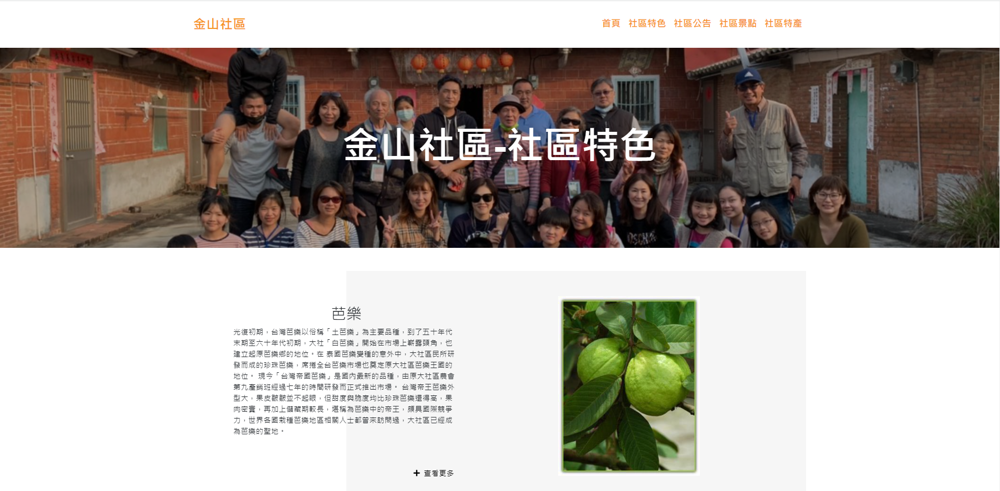 金山社區
首頁 社區特色 社區公告 社區景點 社區特產
金山社區-社區特色
芭樂
光復初期，台灣芭樂以俗稱「土芭樂」為主要品種，到了五十年代
末期至六十年代初期，大社「白芭樂」開始在市場上嶄露頭角，也
建立起原芭樂鄉的地位。在 泰國芭樂變種的意外中，大社區民所研
發而成的珍珠芭樂，席捲全台芭樂市場也奠定原大社區芭樂王國的
地位。 現今「台灣帝國芭樂」是國內最新的品種，由原大社區農會
第九產銷班經過七年的時間研發而正式推出市場。 台灣帝王芭樂外
型大，果皮皺皺並不起眼，但甜度與脆度均比珍珠芭樂還得高，果
肉密實，再加上儲藏期較長，堪稱為芭樂中的帝王，頗具國際競爭
力，世界各國栽種芭樂地區相關人士都曾來訪問過，大社區已經成
為芭樂的聖地。
+ 查看更多